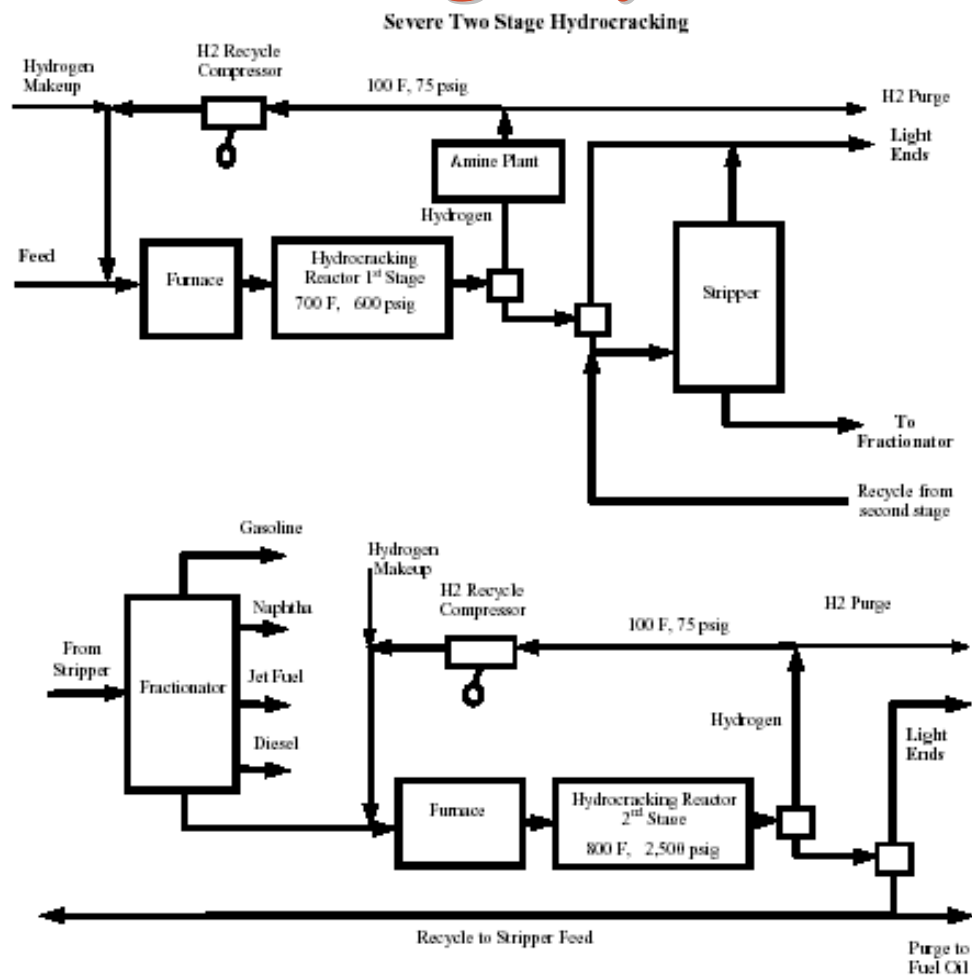 Severe Two Stage Hydrocracking
H2 Recycle
Compressor
Hydrogen
Makeup
100 F, 75 psig
H2 Purge
Light
Ends
Amine Plant
Hydrogen
Feed
Furnace
Hydrocracking
Reactor 1st Stage
700 F, 600 psig
Stripper
To
Fractionator
Recycle from
second stage
Gasoline
Hydrogen
Makeup
H2 Recycle
Compressor
H2 Purge
Naphtha
100 F, 75 psig
From
Stripper
Fractionator
Jet Fuel
Hydrogen
Light
Ends
Diesel
Furnace
Hydrocracking Reactor
2nd Stage
800 F, 2,500 psig
Recycle to Stripper Feed
Purge to
Fuel Oil